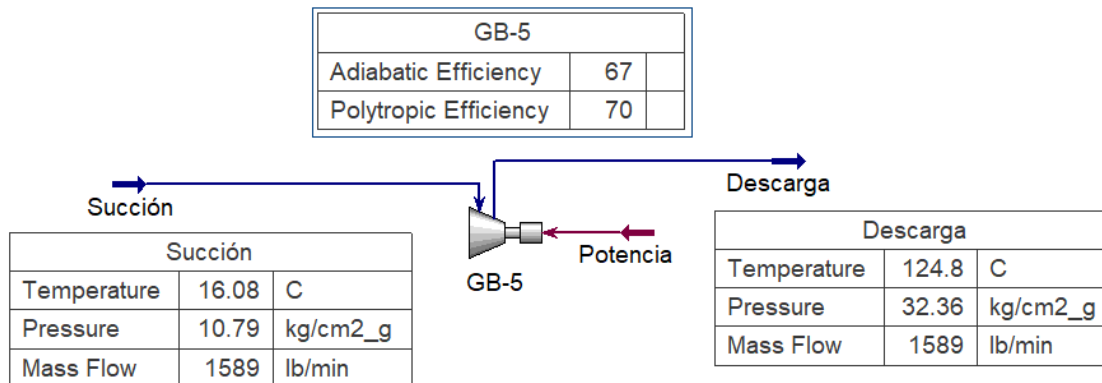 GB-5
Adiabatic Efficiency 67
Polytropic Efficiency 70
Succión
Descarga
Potencia
GB-5
Succión
Temperature 16.08 C
Pressure 10.79 kg/cm2_g
Mass Flow 1589 lb/min
Descarga
Temperature 124.8 C
Pressure 32.36 kg/cm2_g
Mass Flow 1589 lb/min